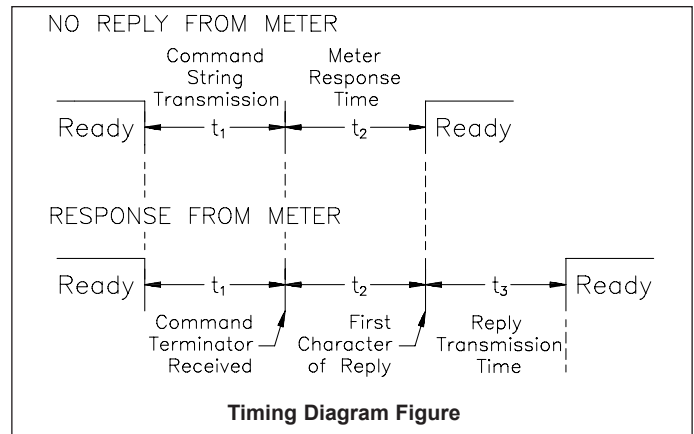 NO REPLY FROM METER
Command
String
Transmission
Meter
Response
Time
Ready
t₁
t₂
Ready
RESPONSE FROM METER
Ready
t₁
t₂
t₃
Ready
Command
Terminator
Received
First
Character
of Reply
Reply
Transmission
Time
Timing Diagram Figure